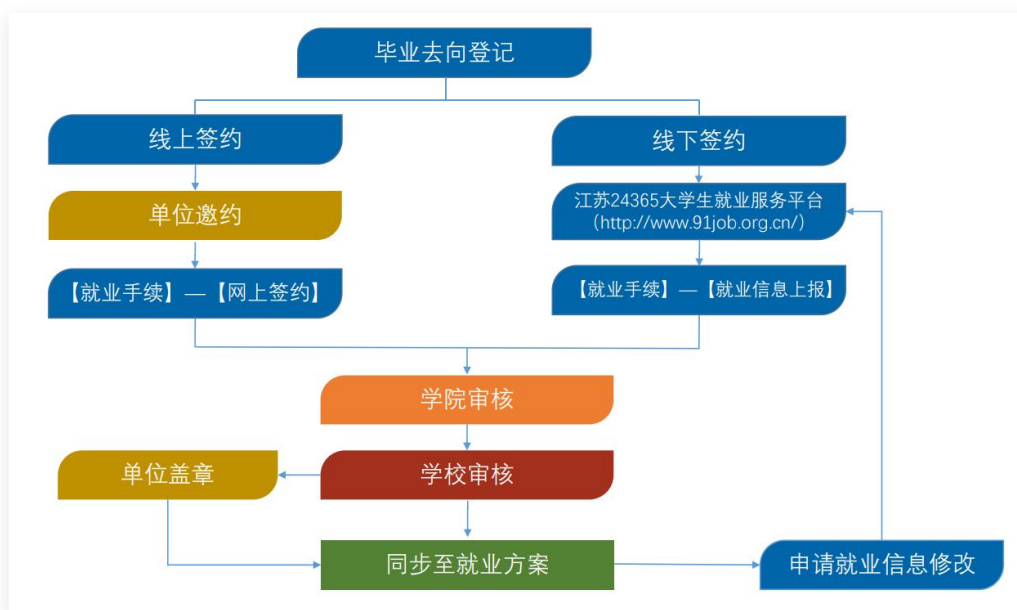 毕业去向登记
线上签约
线下签约
单位邀约
江苏24365大学生就业服务平台
（http://www.91job.org.cn/）
【就业手续】—【网上签约】
【就业手续】—【就业信息上报】
学院审核
单位盖章
学校审核
同步至就业方案
申请就业信息修改